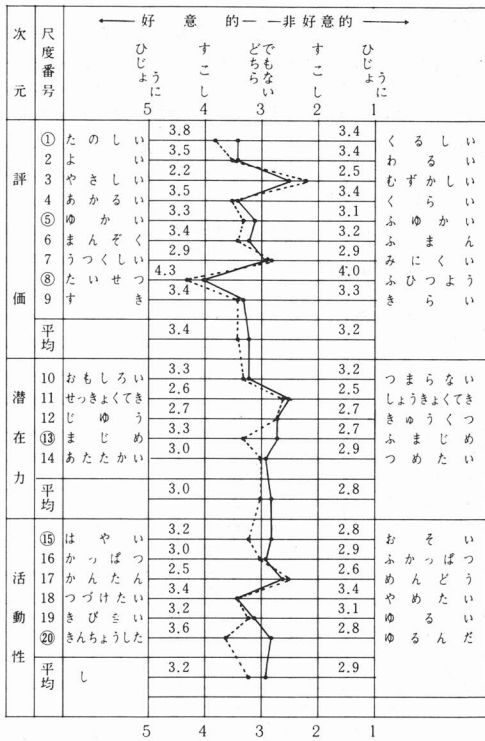 ←── 好意的── ──非好意的──→
次元 尺度番号 ひじょうに すこし どちらでもない すこし ひじょうに
5 4 3 2 1
評価
① たのしい 3.8 3.4 くるしい
2 よい 3.5 3.4 わるい
3 やさしい 2.2 2.5 むずかしい
4 あかるい 3.5 3.4 くらい
⑤ ゆかい 3.3 3.1 ふゆかい
6 まんぞく 3.4 3.2 ふまん
7 うつくしい 2.9 2.9 みにくい
⑧ たいせつ 4.3 4.0 ふひつよう
9 すき 3.4 3.3 きらい
平均 3.4 3.2
潜在力
10 おもしろい 3.3 3.2 つまらない
11 せっきょくてき 2.6 2.5 しょうきょくてき
12 じゆう 2.7 2.7 きゅうくつ
⑬ まじめ 3.3 2.7 ふまじめ
14 あたたかい 3.0 2.9 つめたい
平均 3.0 2.8
活動性
⑮ はやい 3.2 2.8 おそい
16 かっぱつ 3.0 2.9 ふかっぱつ
17 かんたん 2.5 2.6 めんどう
18 つづけたい 3.4 3.4 やめたい
19 きびしい 3.2 3.1 ゆるい
⑳ きんちょうした 3.6 2.8 ゆるんだ
平均 し 3.2 2.9
5 4 3 2 1